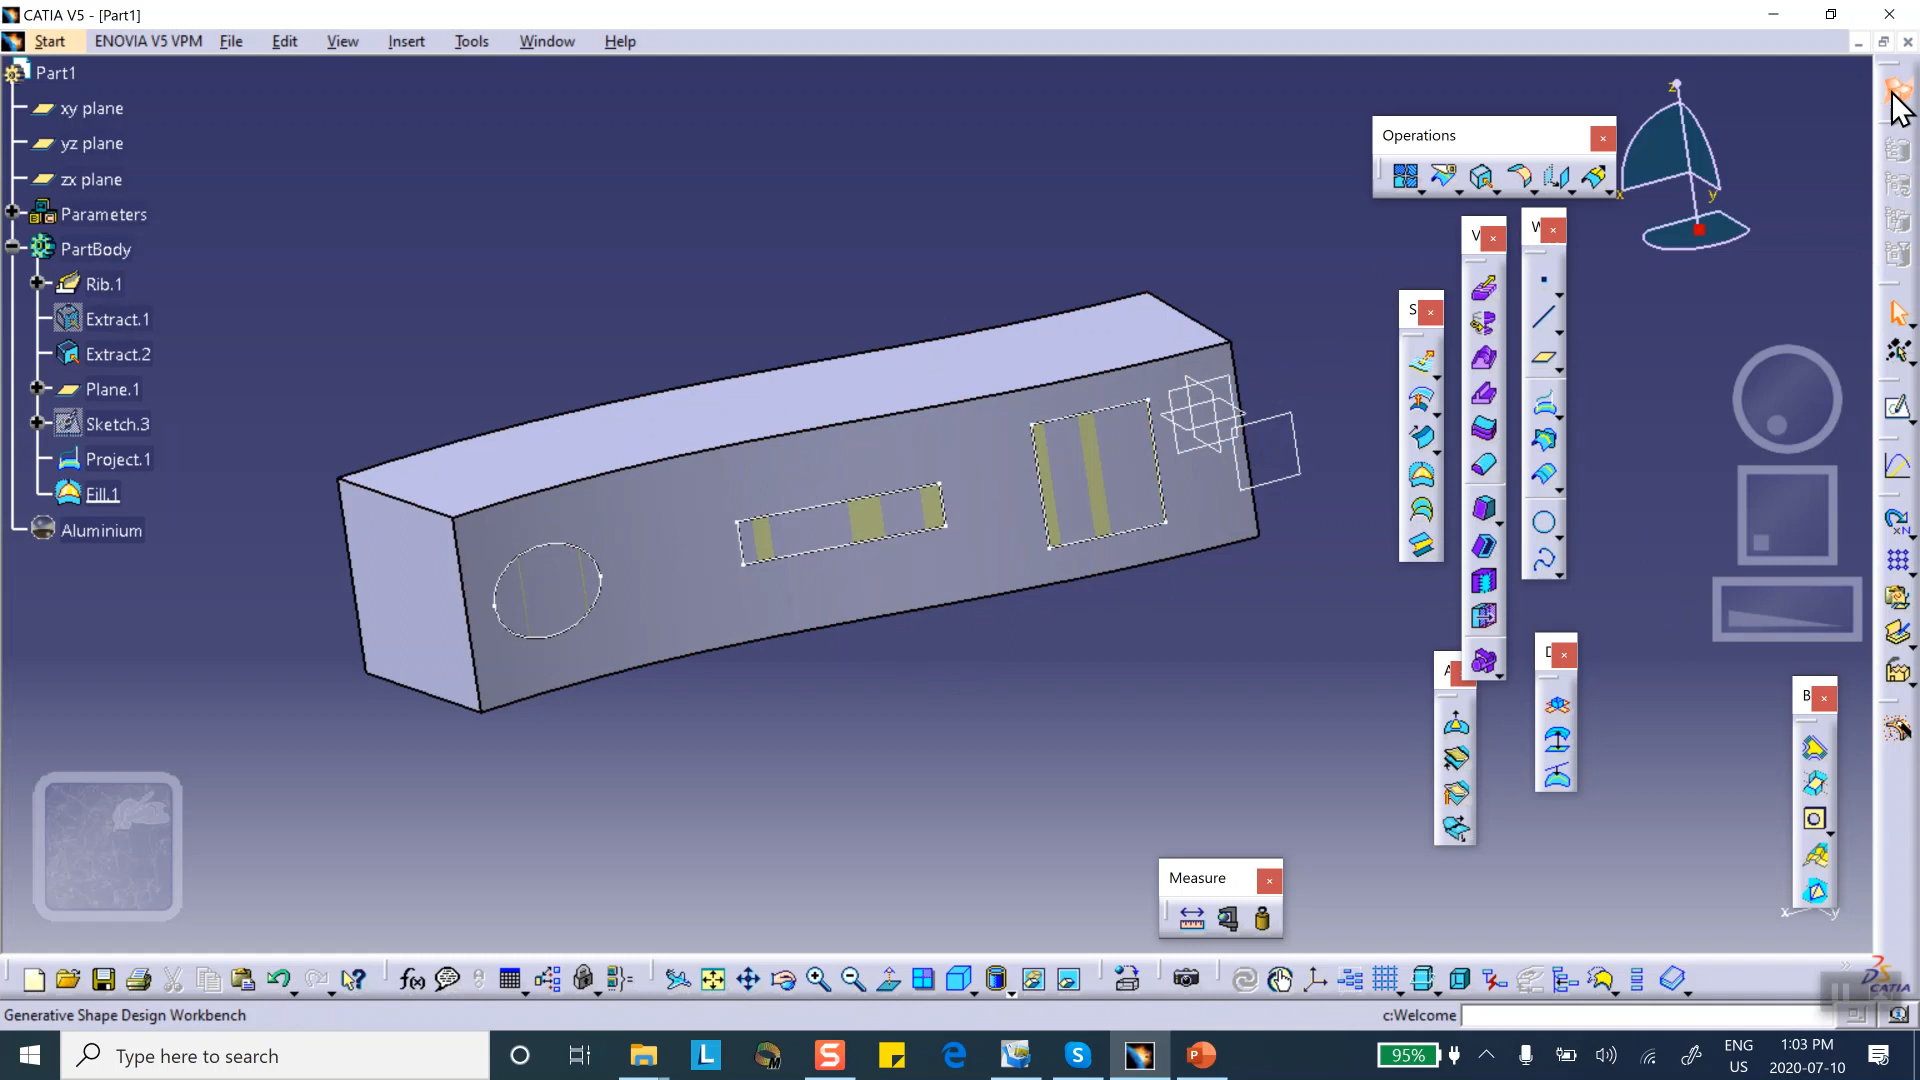 CATIA V5 - [Part1]
Start ENOVIA V5 VPM File Edit View Insert Tools Window Help
Part1
xy plane
yz plane
zx plane
Parameters
PartBody
Rib.1
Extract.1
Extract.2
Plane.1
Sketch.3
Project.1
Fill.1
Aluminium
Operations
z
x
y
V
W
S
A
D
B
Measure
x y
f(x)
CATIA
Generative Shape Design Workbench
c:Welcome
Type here to search
L
S
95%
ENG
US
1:03 PM
2020-07-10